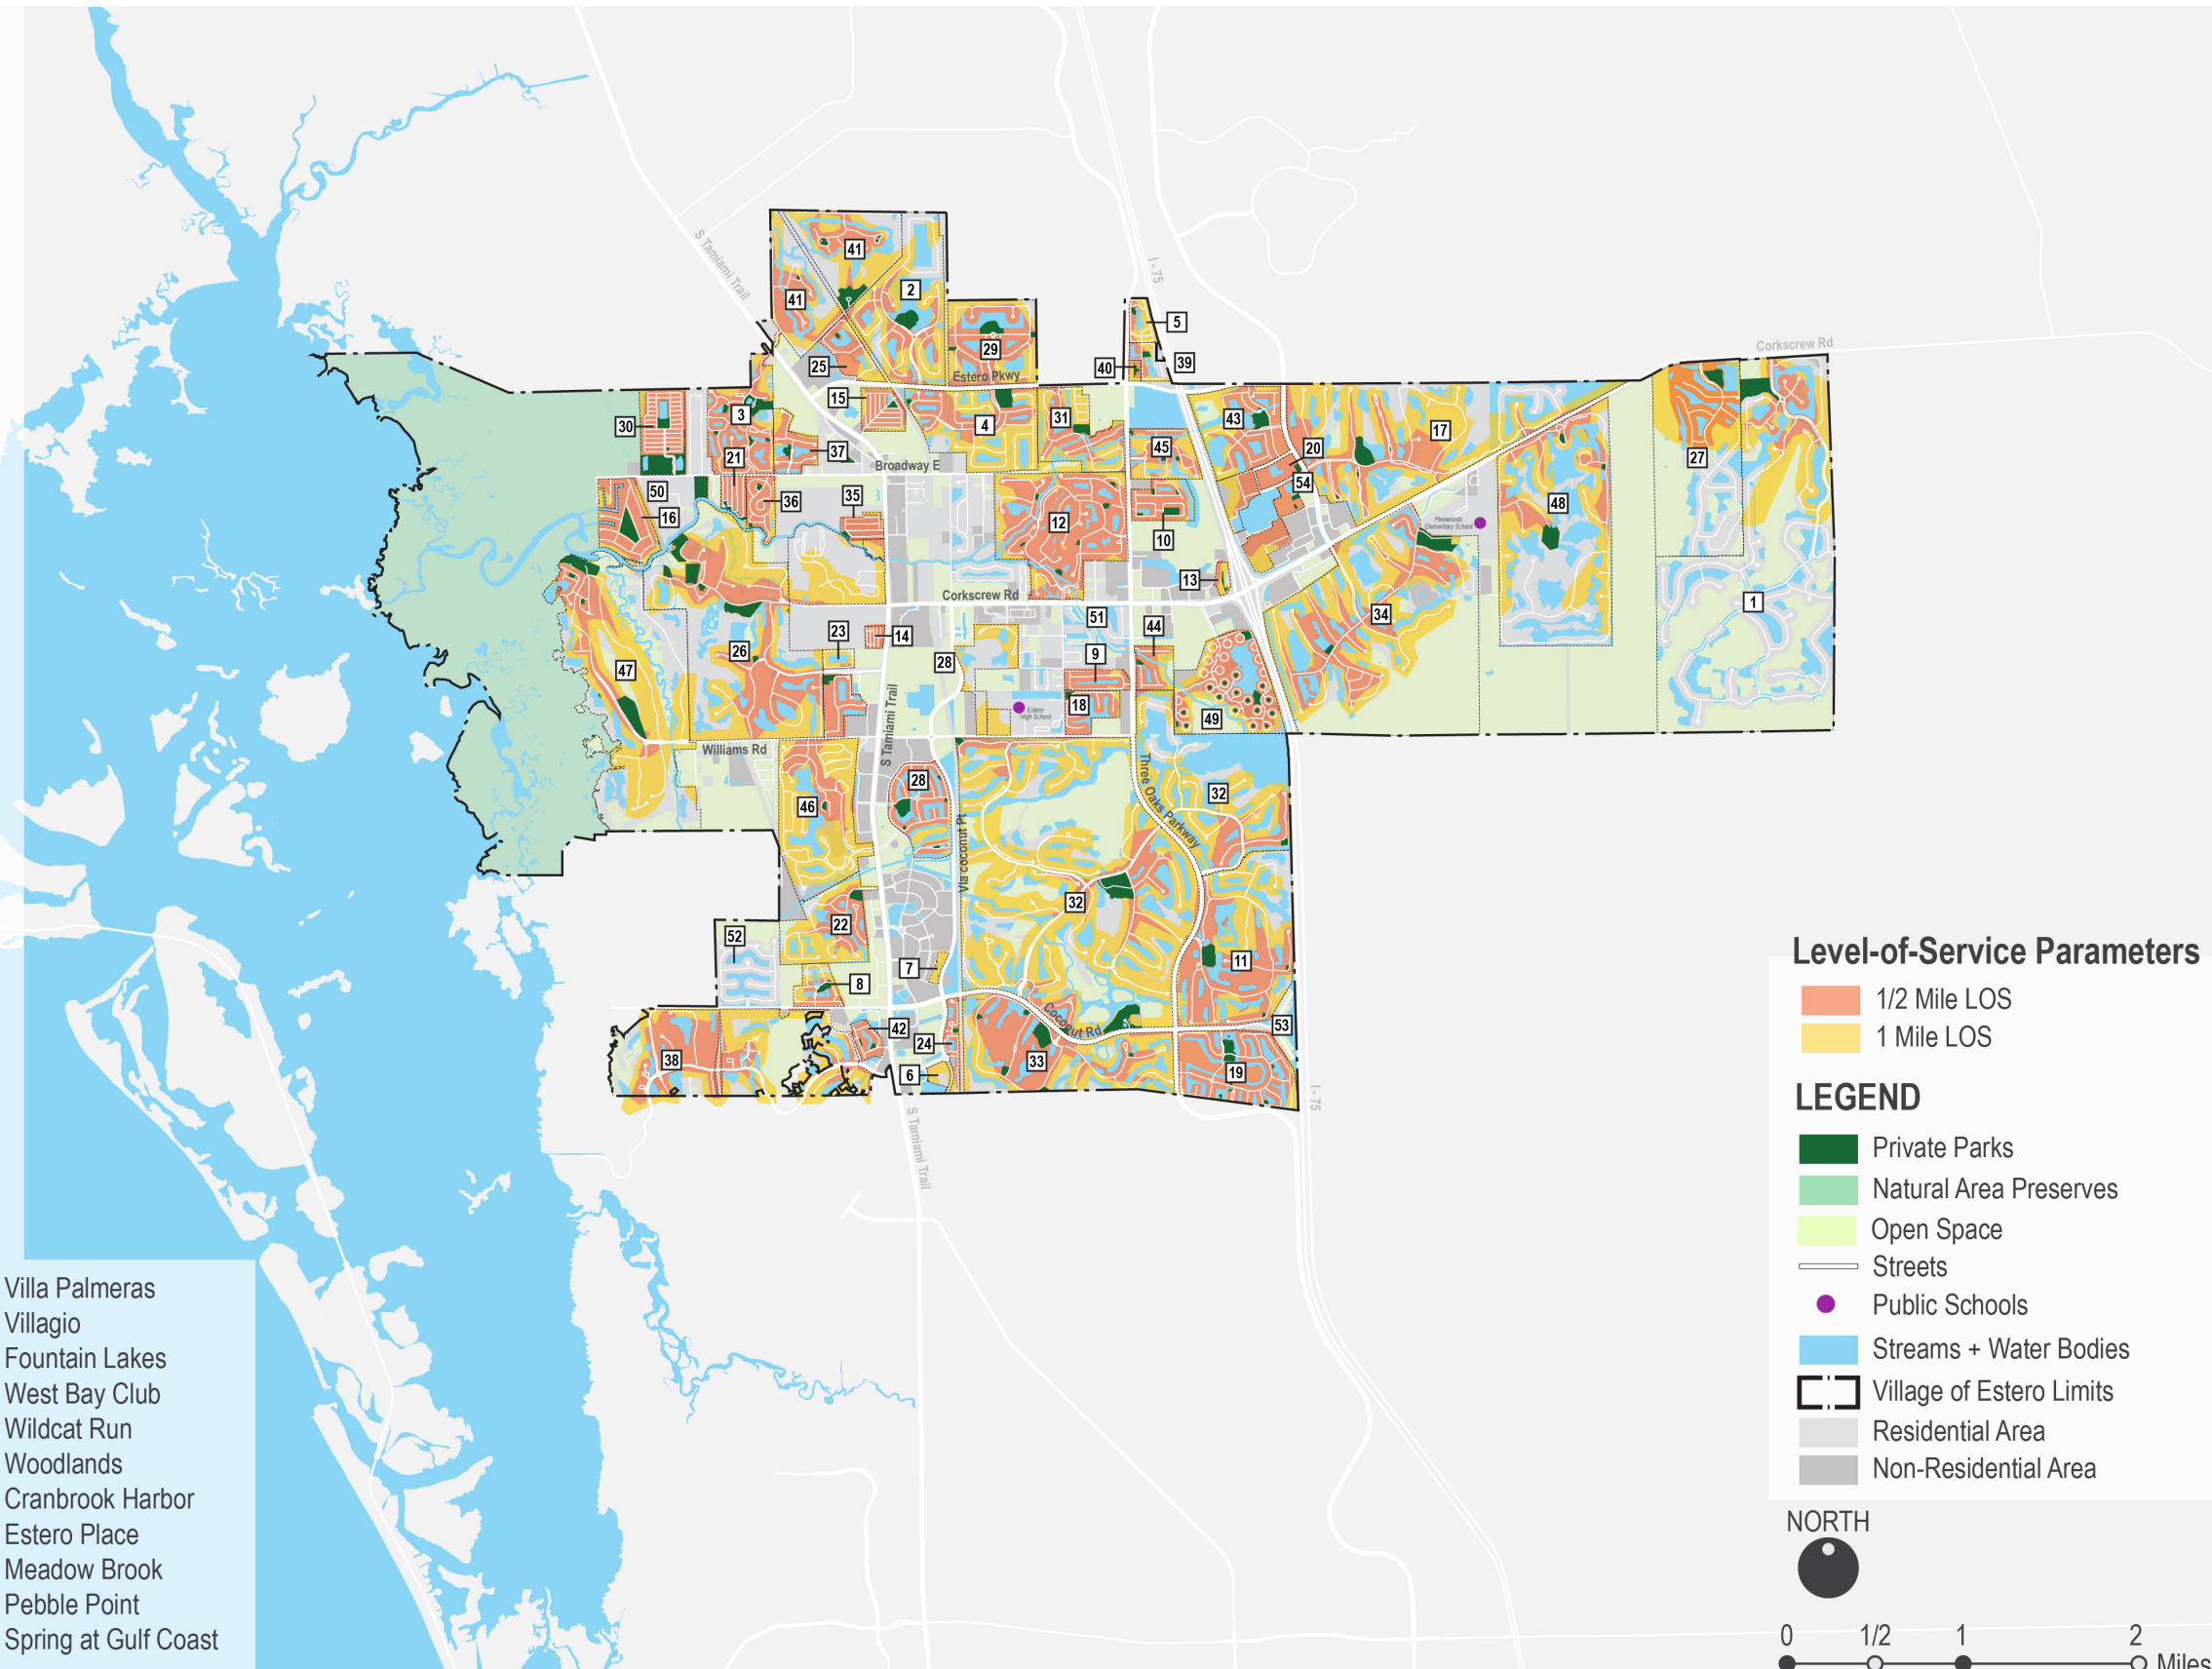 S Tamiami Trail
I - 75
Corkscrew Rd
41
2
41
5
29
25
40
39
Estero Pkwy
15
3
30
4
31
43
17
37
45
20
21
Broadway E
27
50
36
35
54
48
16
12
10
Pinewoods
Elementary School
13
Corkscrew Rd
51
1
34
23
14
44
26
28
9
47
18
Estero
High School
49
S Tamiami Trail
Williams Rd
28
Three Oaks Parkway
32
46
Via coconut Pt
32
22
52
11
7
8
Coconut Rd
42
53
24
38
33
6
19
I - 75
S Tamiami Trail
Level-of-Service Parameters
1/2 Mile LOS
1 Mile LOS
LEGEND
Private Parks
Natural Area Preserves
Open Space
Streets
Public Schools
Streams + Water Bodies
Village of Estero Limits
Residential Area
Non-Residential Area
NORTH
0 1/2 1 2
Miles
Villa Palmeras
Villagio
Fountain Lakes
West Bay Club
Wildcat Run
Woodlands
Cranbrook Harbor
Estero Place
Meadow Brook
Pebble Point
Spring at Gulf Coast